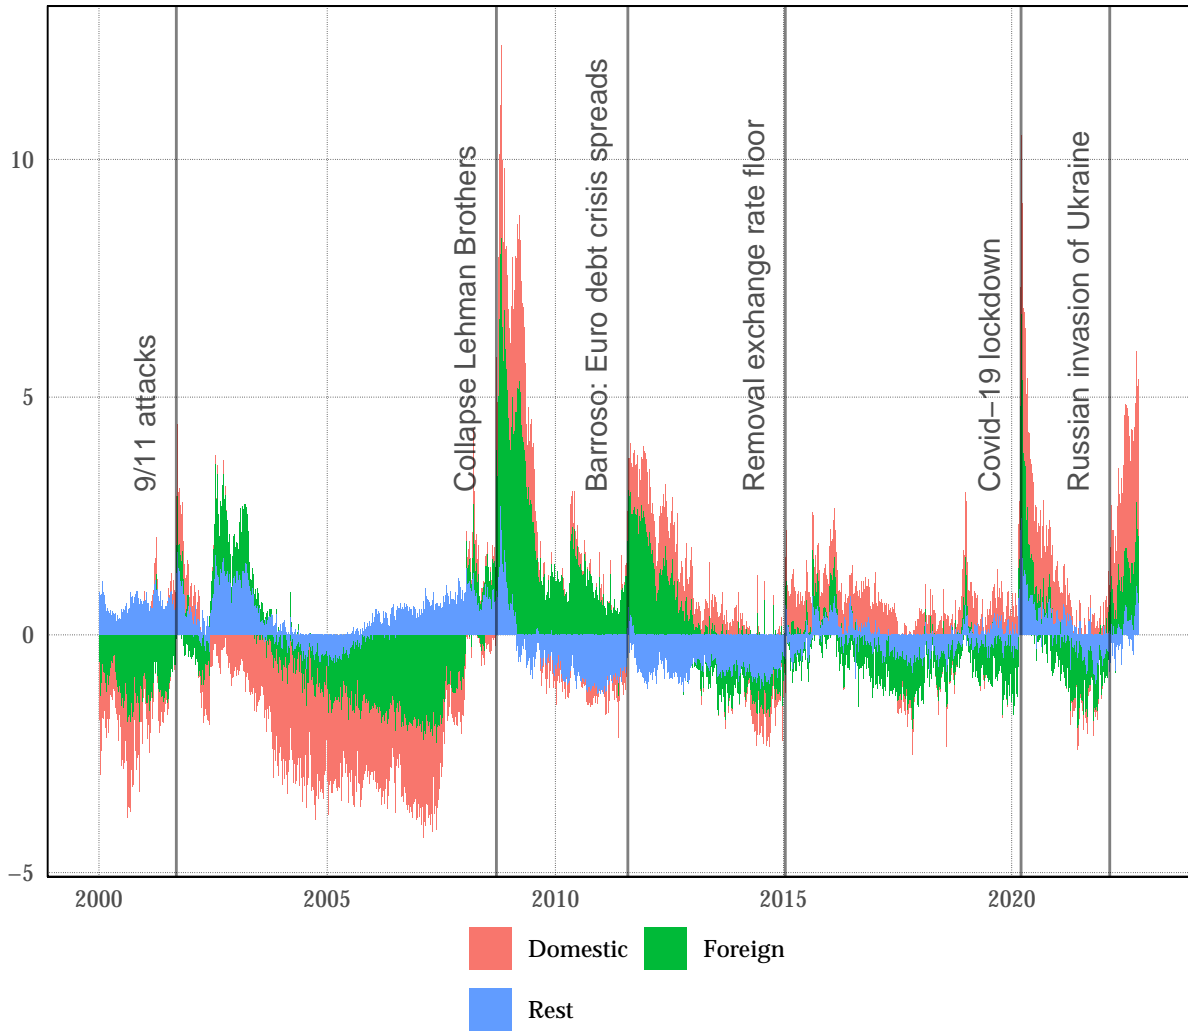 10
5
0
−5
9/11 attacks
Collapse Lehman Brothers
Barroso: Euro debt crisis spreads
Removal exchange rate floor
Covid−19 lockdown
Russian invasion of Ukraine
2000
2005
2010
2015
2020
Domestic
Foreign
Rest